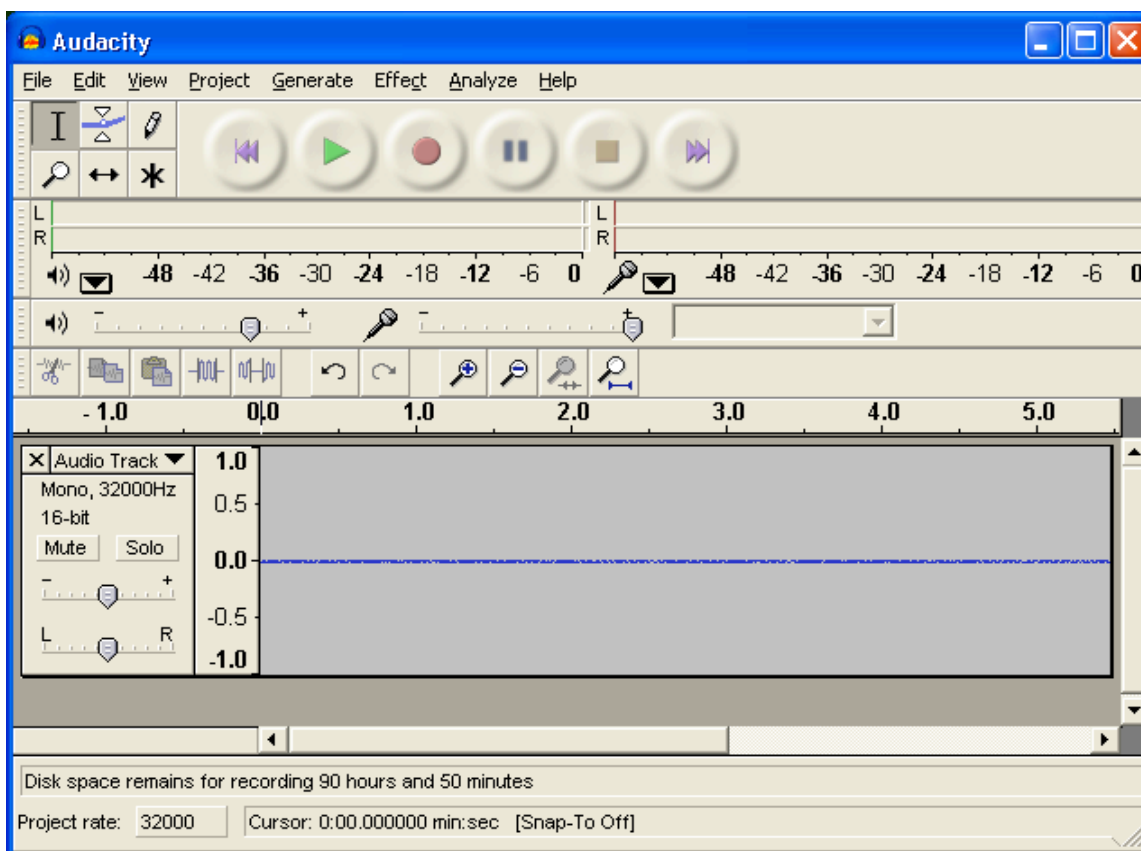 Audacity
File Edit View Project Generate Effect Analyze Help
L L
R R
-48 -42 -36 -30 -24 -18 -12 -6 0 -48 -42 -36 -30 -24 -18 -12 -6 0
- + - +
- 1.0 0.0 1.0 2.0 3.0 4.0 5.0
X Audio Track 1.0
Mono, 32000Hz 0.5
16-bit
Mute Solo 0.0
- +
-0.5
L R
-1.0
Disk space remains for recording 90 hours and 50 minutes
Project rate: 32000 Cursor: 0:00.000000 min:sec [Snap-To Off]